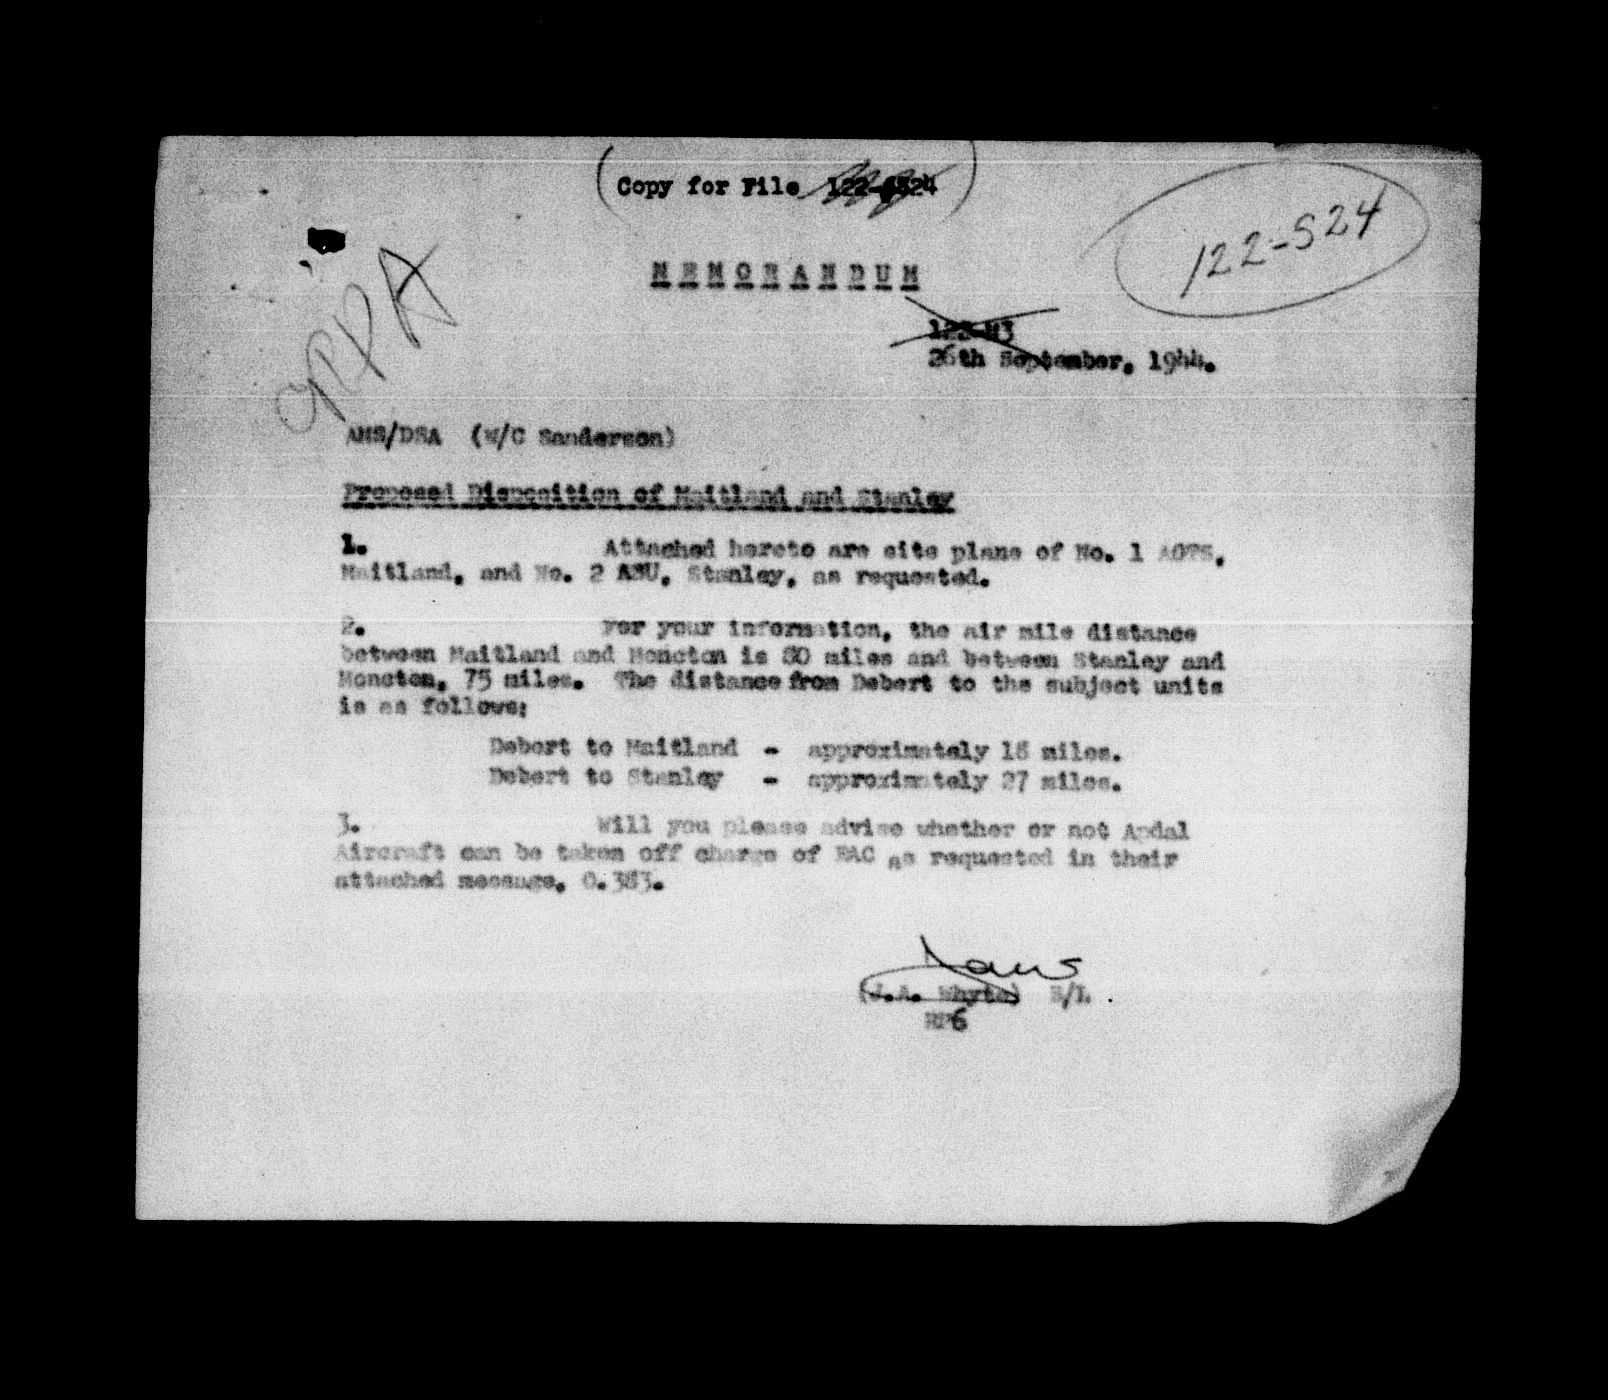 Copy for File 122-S324
122-S24
MEMORANDUM
26th September, 1944.
AMS/DSA (W/C Sanderson)
Proposed Disposition of Maitland and Stanley
1. Attached hereto are site plans of No. 1 AGTS,
Maitland, and No. 2 ASU, Stanley, as requested.
2. For your information, the air mile distance
between Maitland and Moncton is 80 miles and between Stanley and
Moncton, 75 miles. The distance from Debert to the subject units
is as follows:
Debert to Maitland - approximately 18 miles.
Debert to Stanley - approximately 27 miles.
3. Will you please advise whether or not Apdal
Aircraft can be taken off charge of EAC as requested in their
attached message, O.383.
(J.A. Whyte) F/L